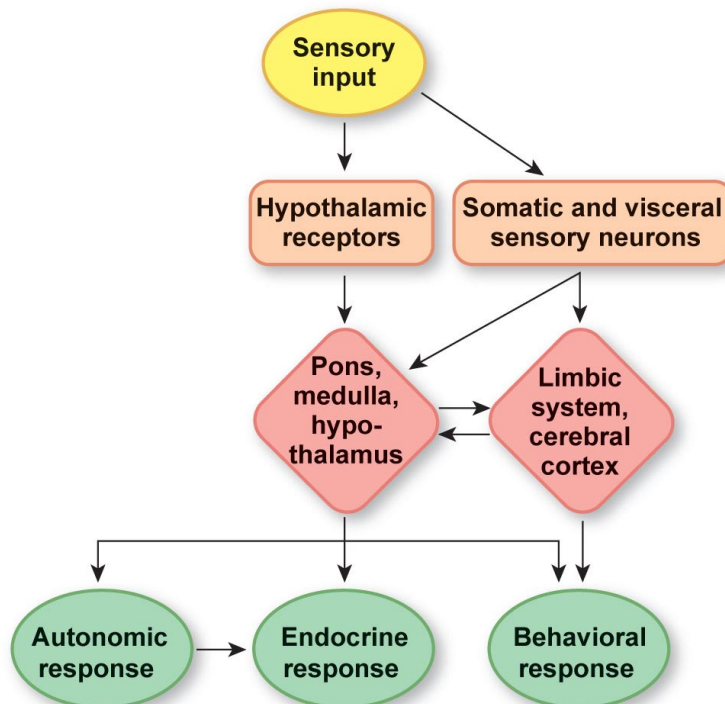 Sensory
input
Hypothalamic
receptors
Somatic and visceral
sensory neurons
Pons,
medulla,
hypo-
thalamus
Limbic
system,
cerebral
cortex
Autonomic
response
Endocrine
response
Behavioral
response